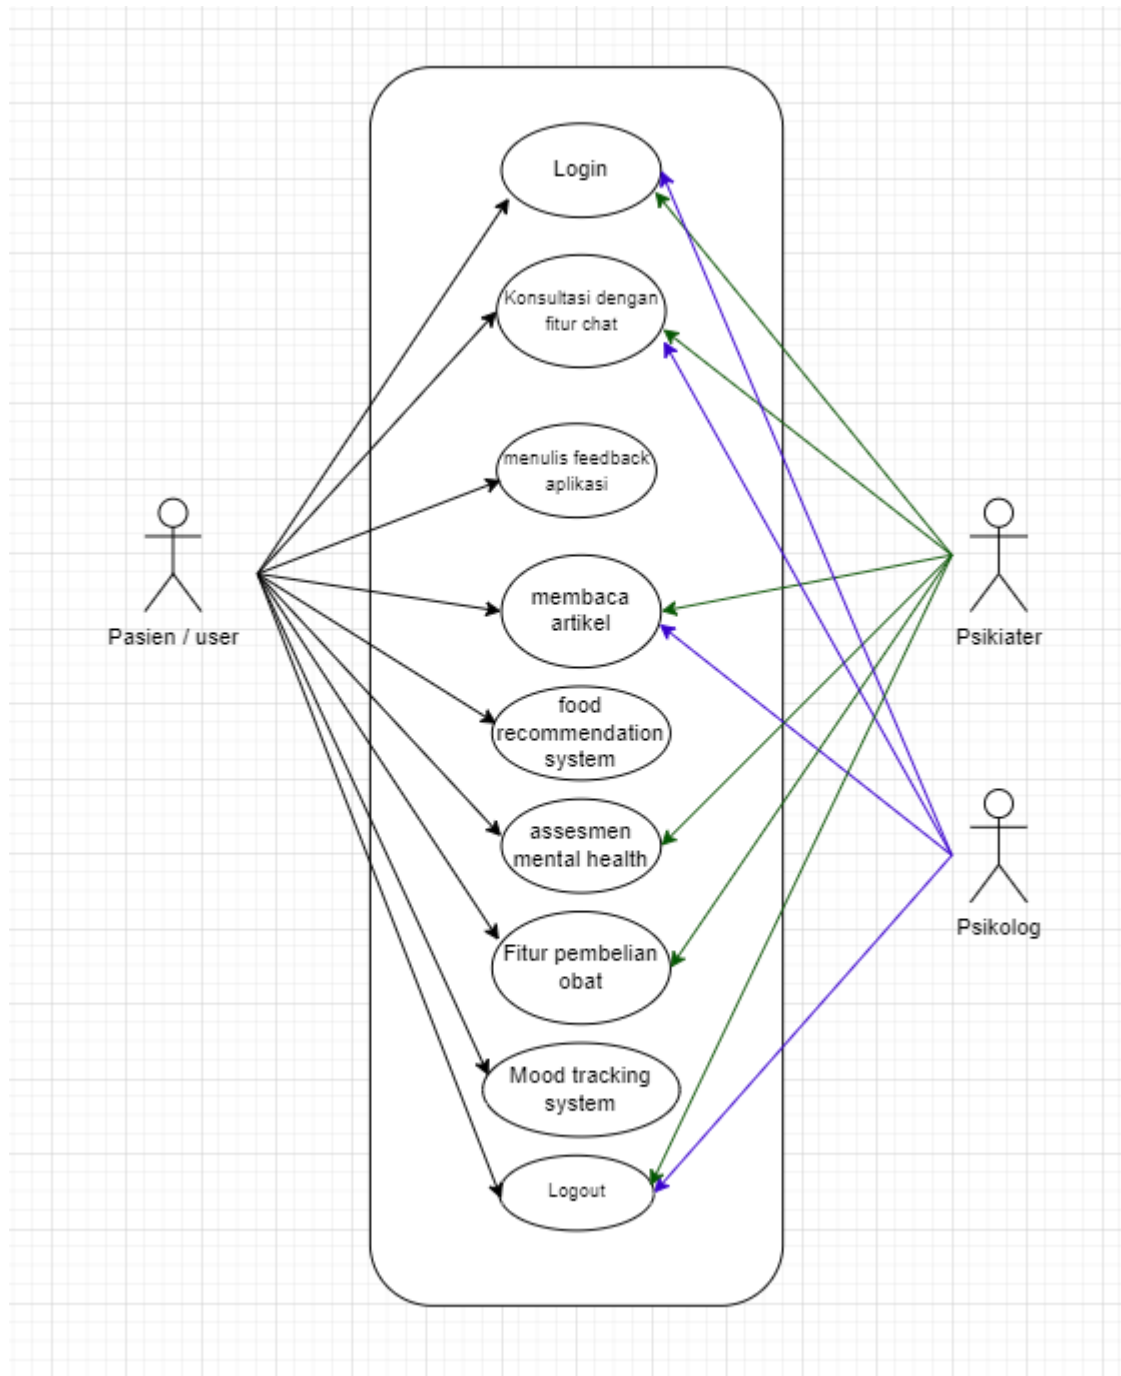 Login
Konsultasi dengan
fitur chat
menulis feedback
aplikasi
membaca
artikel
food
recommendation
system
assesmen
mental health
Fitur pembelian
obat
Mood tracking
system
Logout
Pasien / user
Psikiater
Psikolog